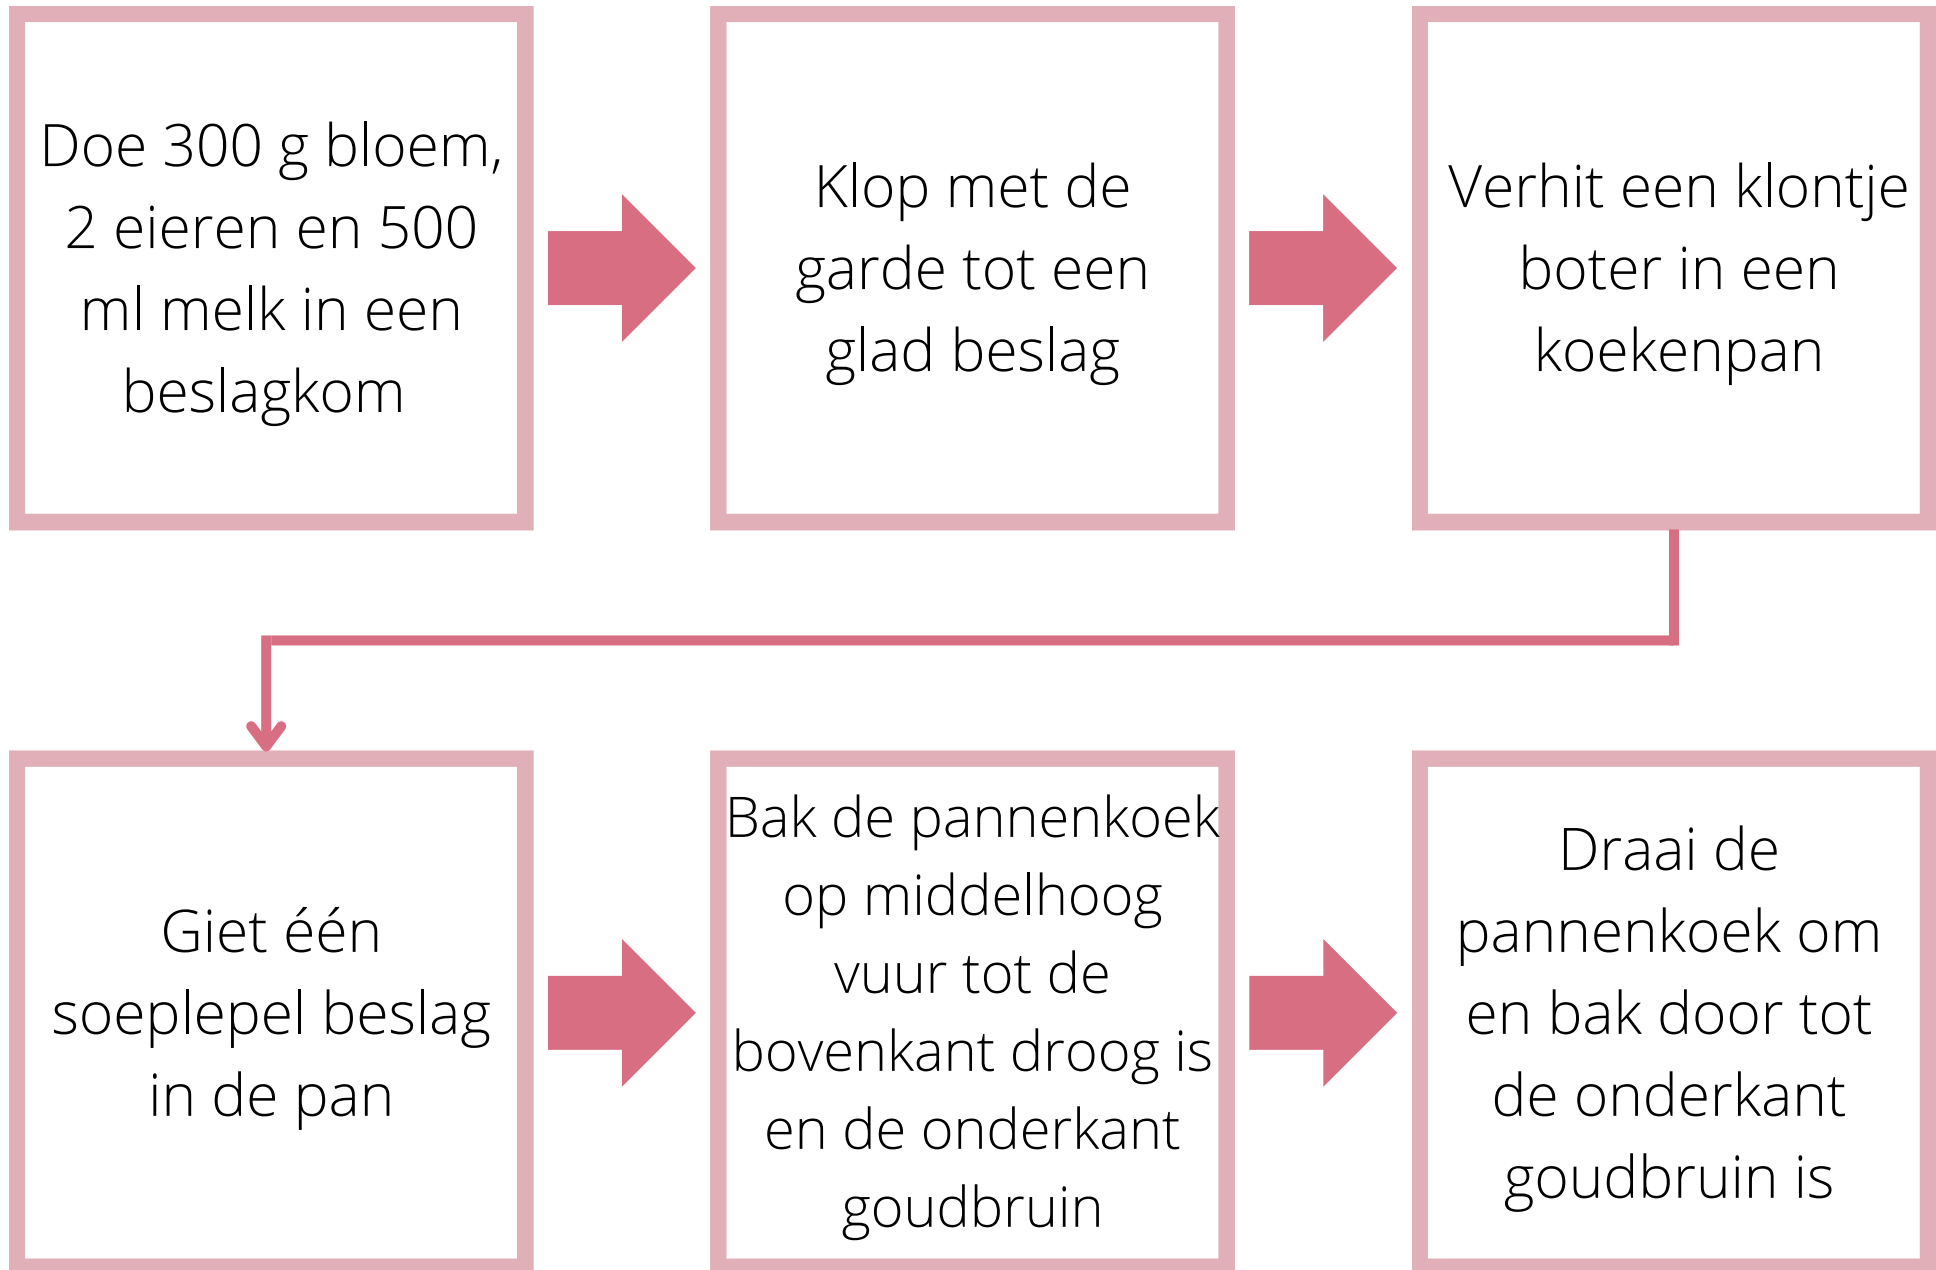 Doe 300 g bloem,
2 eieren en 500
ml melk in een
beslagkom
Klop met de
garde tot een
glad beslag
Verhit een klontje
boter in een
koekenpan
Giet één
soeplepel beslag
in de pan
Bak de pannenkoek
op middelhoog
vuur tot de
bovenkant droog is
en de onderkant
goudbruin
Draai de
pannenkoek om
en bak door tot
de onderkant
goudbruin is